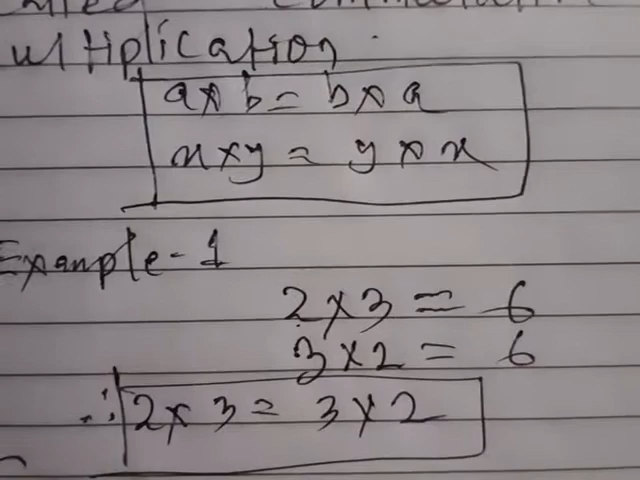 ultiplication
a×b = b×a
x×y = y×x
Example-1
2×3 = 6
3×2 = 6
∴ 2×3 = 3×2